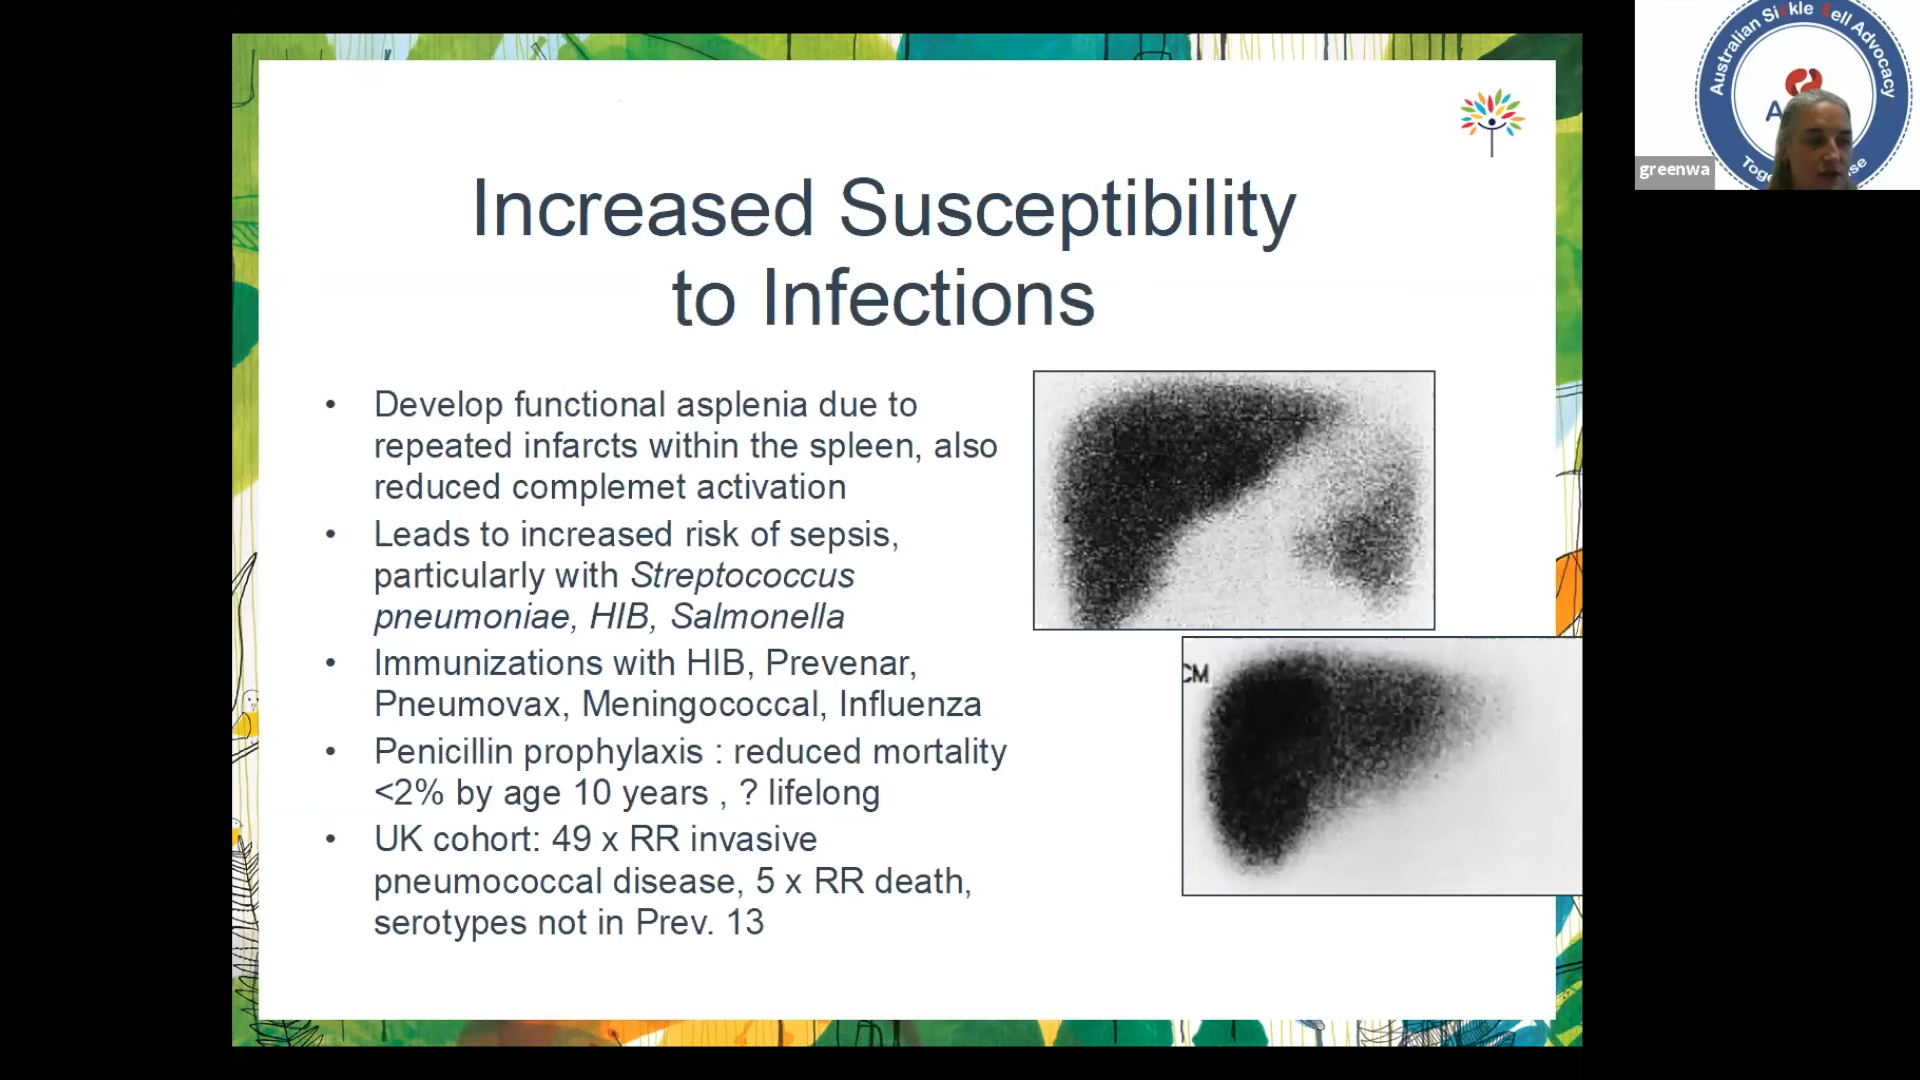 Increased Susceptibility
to Infections
• Develop functional asplenia due to
repeated infarcts within the spleen, also
reduced complemet activation
• Leads to increased risk of sepsis,
particularly with Streptococcus
pneumoniae, HIB, Salmonella
• Immunizations with HIB, Prevenar,
Pneumovax, Meningococcal, Influenza
• Penicillin prophylaxis : reduced mortality
<2% by age 10 years , ? lifelong
• UK cohort: 49 x RR invasive
pneumococcal disease, 5 x RR death,
serotypes not in Prev. 13
CM
Australian Sickle Cell Advocacy
greenwa